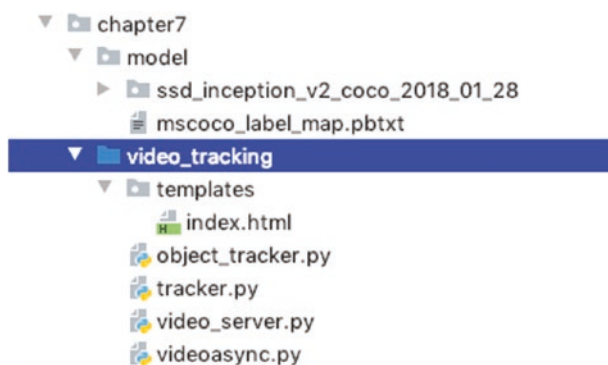 chapter7
model
ssd_inception_v2_coco_2018_01_28
mscoco_label_map.pbtxt
video_tracking
templates
index.html
object_tracker.py
tracker.py
video_server.py
videoasync.py